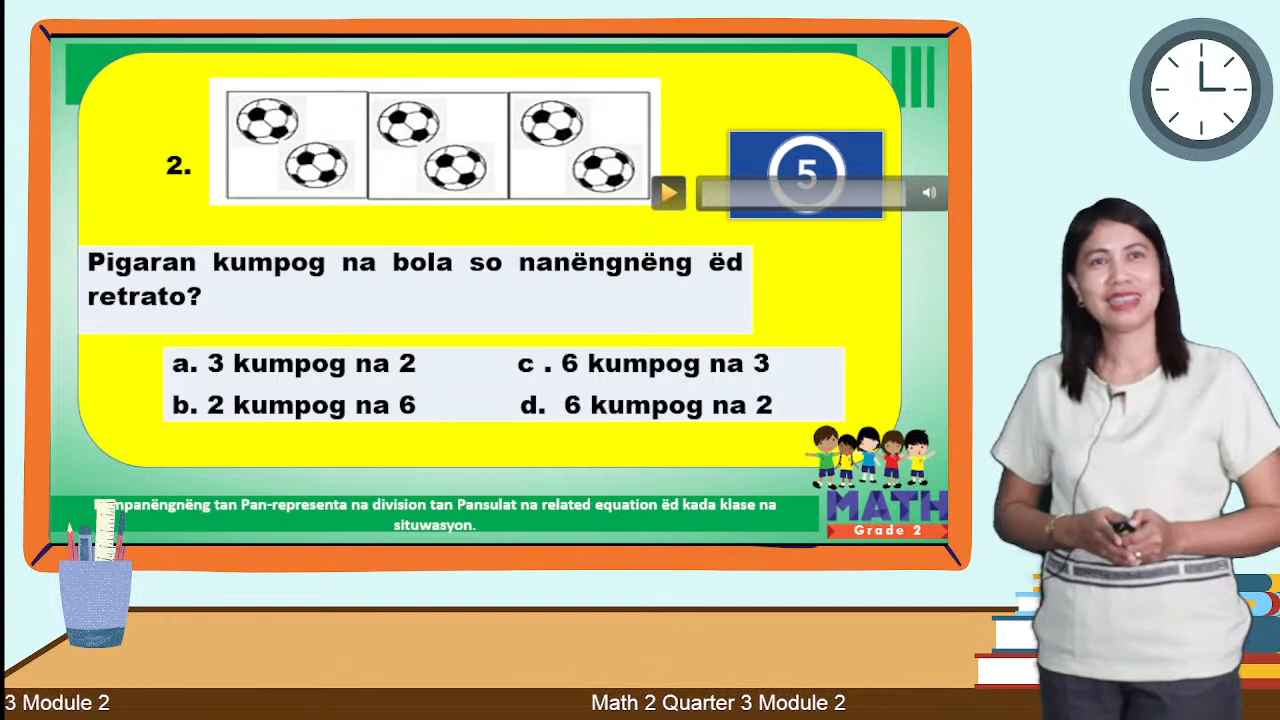 2.
5
Pigaran kumpog na bola so nanëngnëng ëd
retrato?
a. 3 kumpog na 2
c . 6 kumpog na 3
b. 2 kumpog na 6
d. 6 kumpog na 2
tan Pan-representa na division tan Pansulat na related equation ëd kada klase na
situwasyon.
MATH
Grade 2
3 Module 2
Math 2 Quarter 3 Module 2